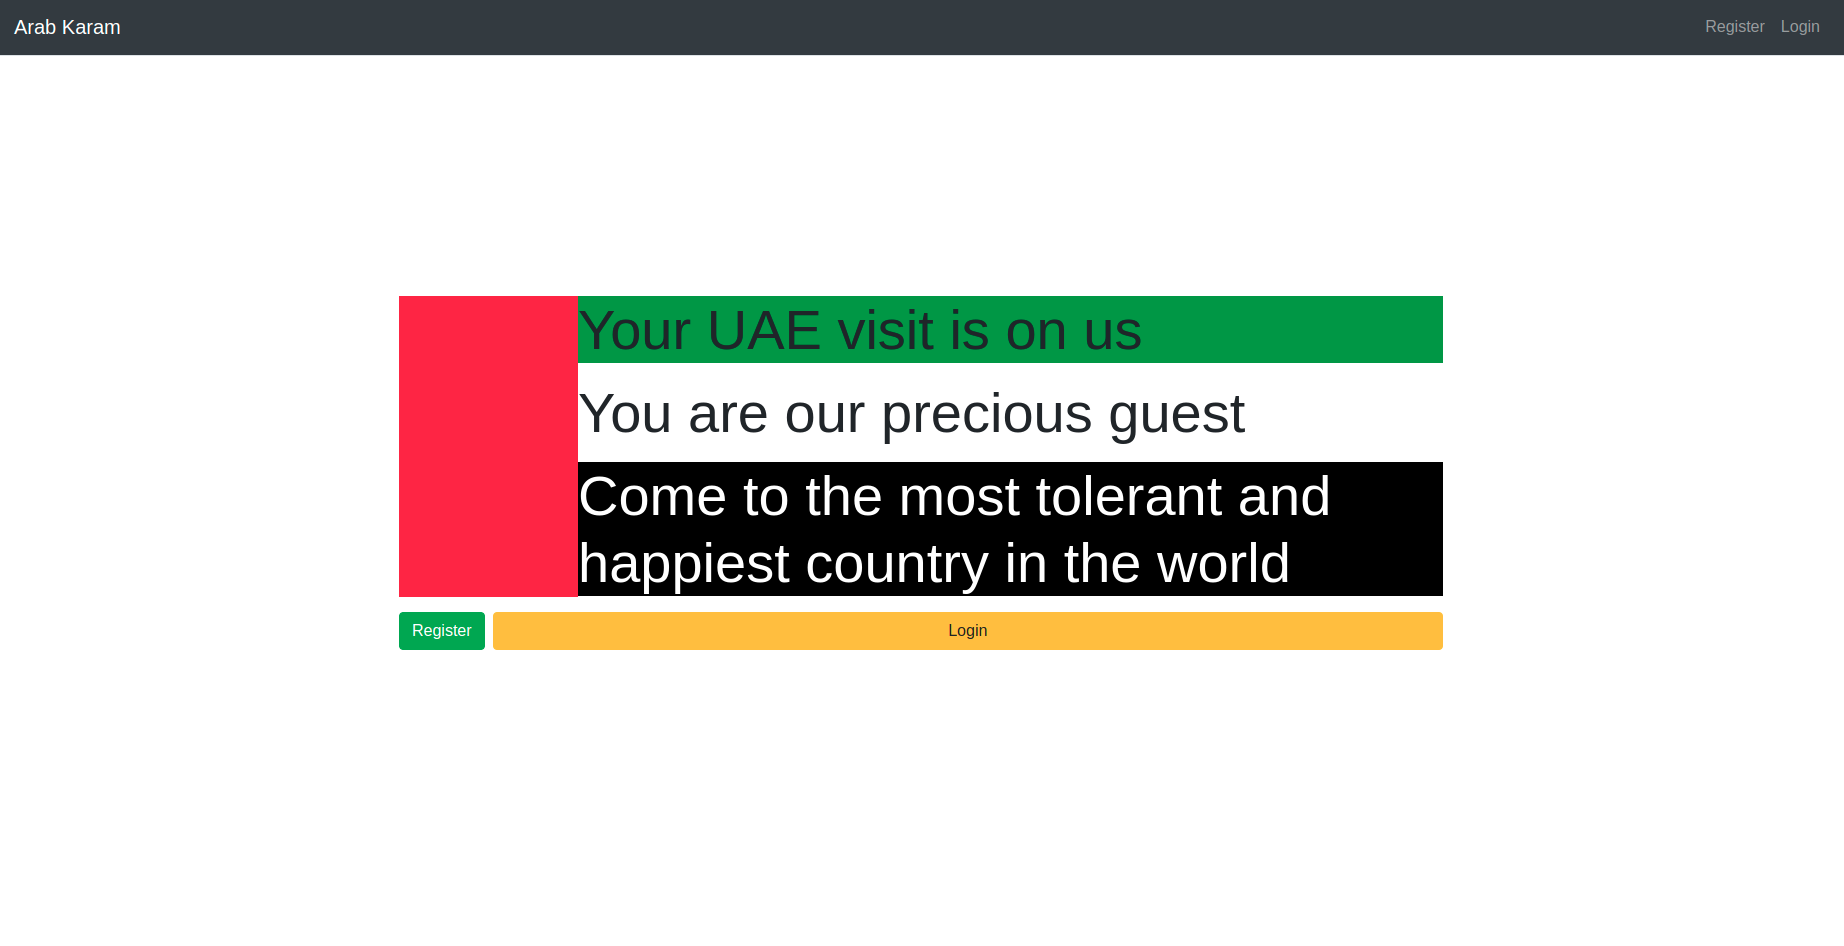 Arab Karam
Register
Login
Your UAE visit is on us
You are our precious guest
Come to the most tolerant and
happiest country in the world
Register
Login